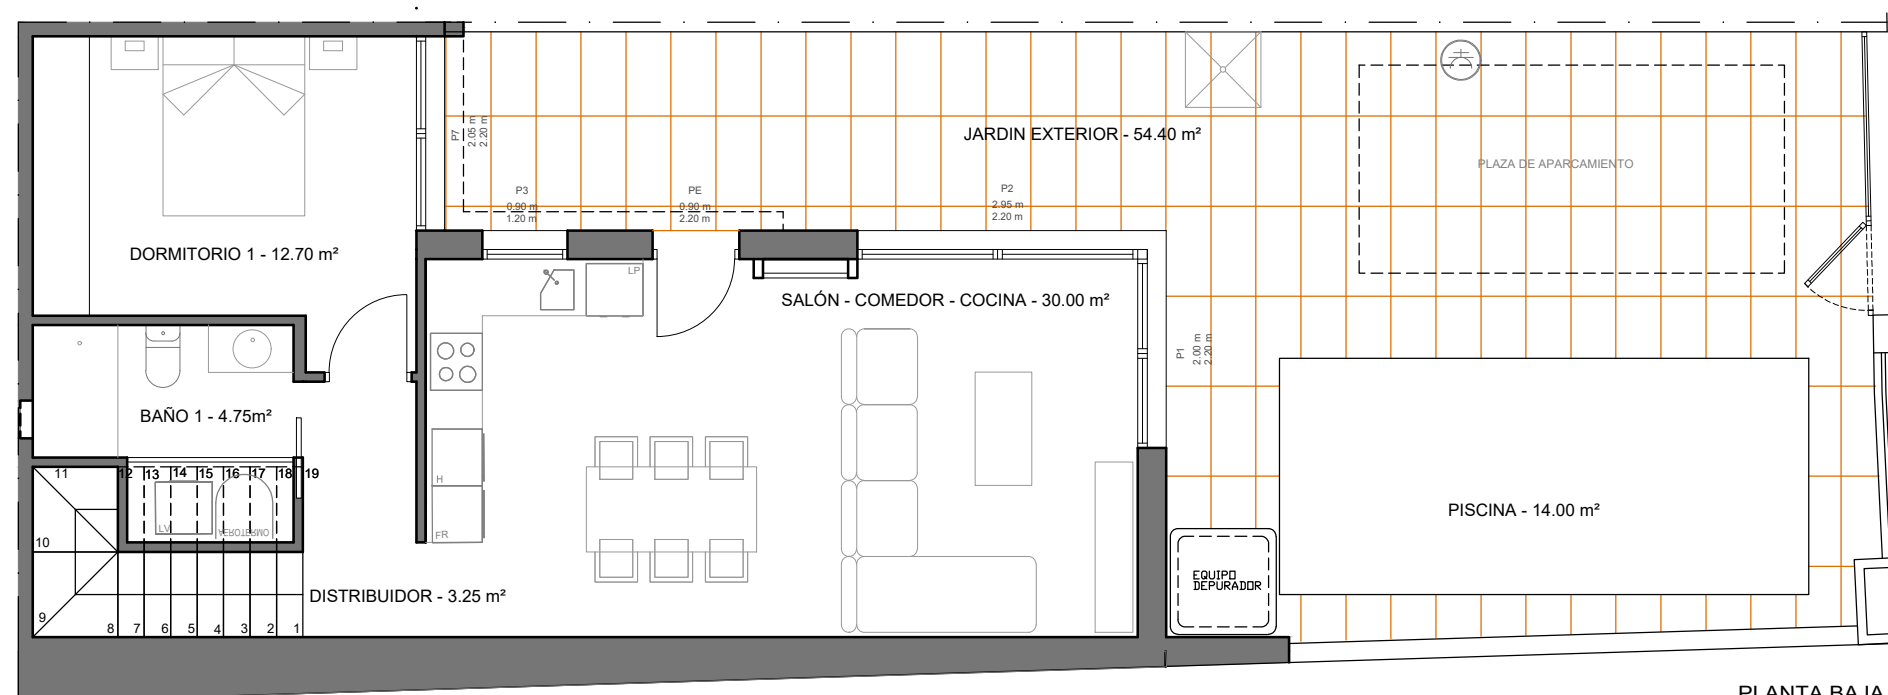 JARDIN EXTERIOR - 54.40 m²
PLAZA DE APARCAMIENTO
P7
2.05 m
2.20 m
P3
0.90 m
1.20 m
PE
0.90 m
2.20 m
P2
2.95 m
2.20 m
DORMITORIO 1 - 12.70 m²
LP
SALÓN - COMEDOR - COCINA - 30.00 m²
P1
2.00 m
2.20 m
BAÑO 1 - 4.75m²
11
12
13
14
15
16
17
18
19
H
LV
AEROTERMO
FR
10
PISCINA - 14.00 m²
EQUIPO
DEPURADOR
DISTRIBUIDOR - 3.25 m²
9
8
7
6
5
4
3
2
1
PLANTA BAJA